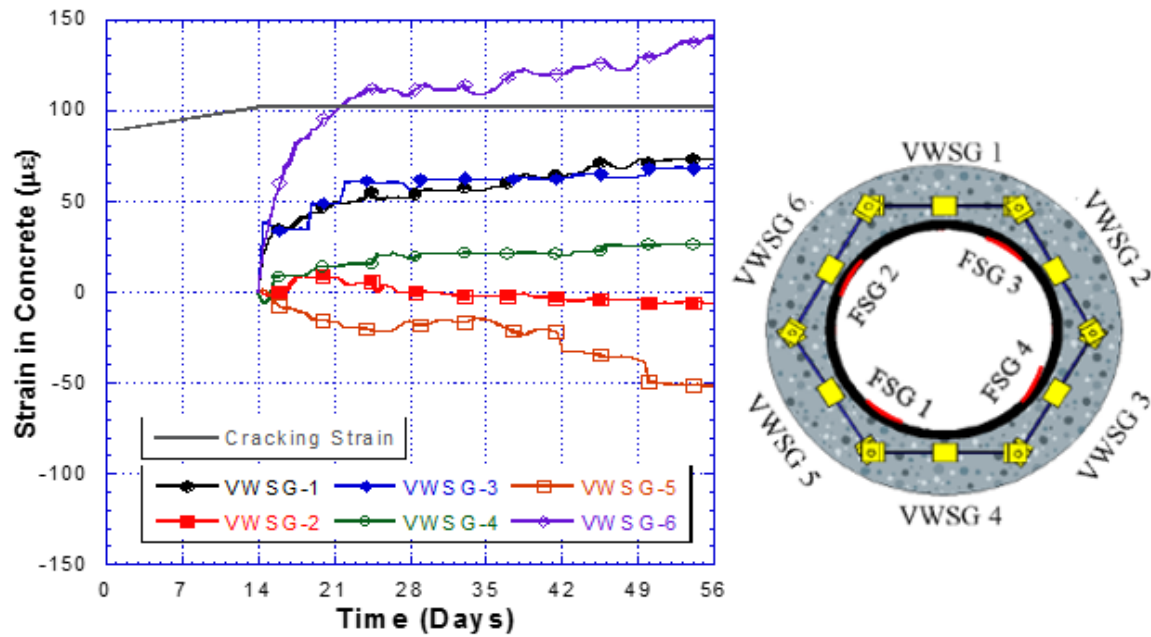 Strain in Concrete (με)
150
100
50
0
-50
-100
-150
Cracking Strain
VWSG-1
VWSG-3
VWSG-5
VWSG-2
VWSG-4
VWSG-6
0 7 14 21 28 35 42 49 56
Time (Days)
VWSG 1
VWSG 6
VWSG 2
FSG 2
FSG 3
FSG 1
FSG 4
VWSG 5
VWSG 3
VWSG 4